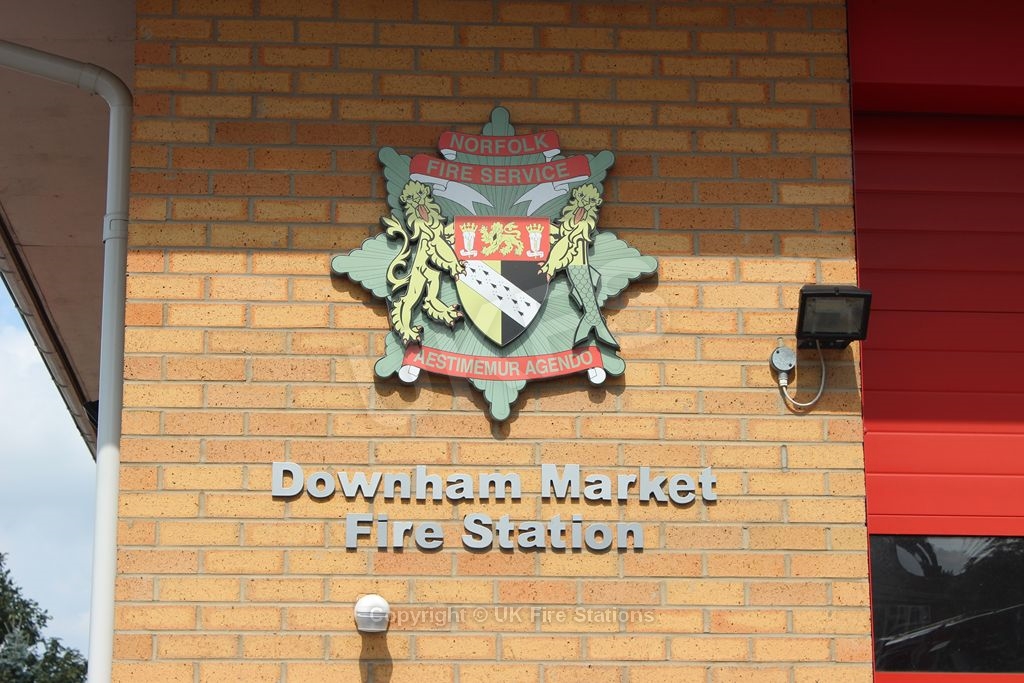 NORFOLK
FIRE SERVICE
AESTIMEMUR AGENDO
Downham Market
Fire Station
Copyright © UK Fire Stations